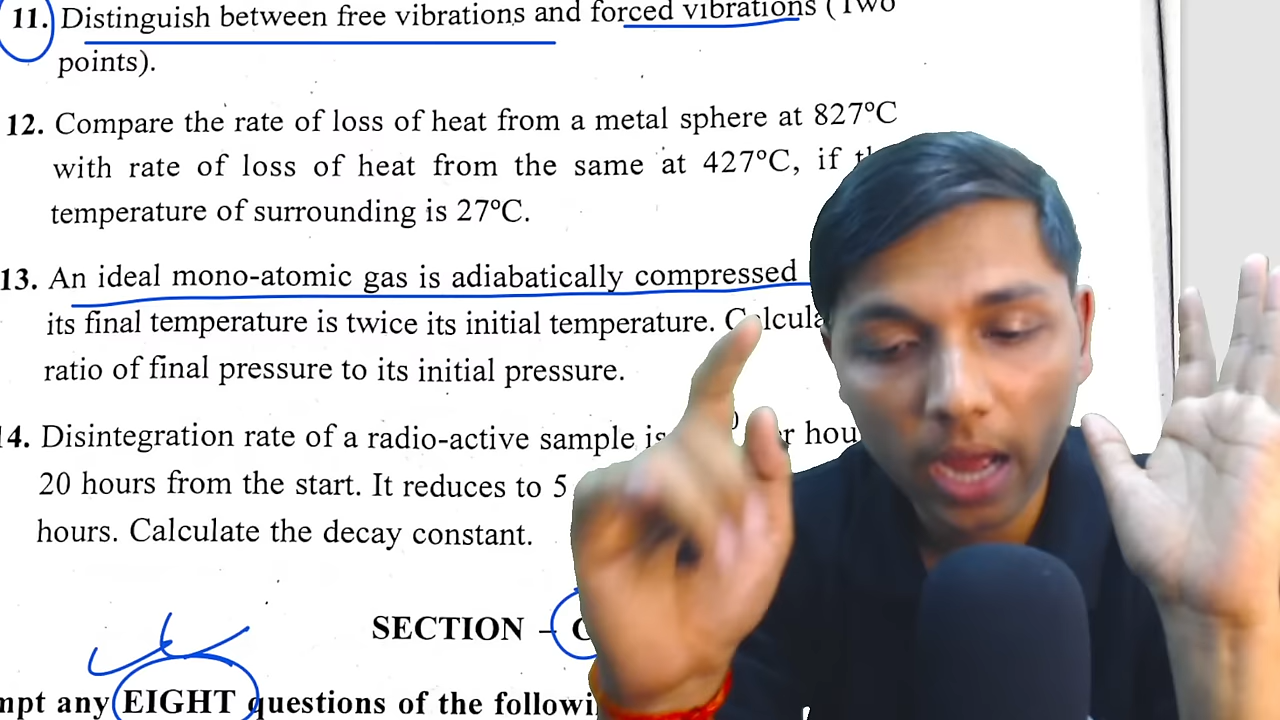 11. Distinguish between free vibrations and forced vibrations (Two
points).
12. Compare the rate of loss of heat from a metal sphere at 827°C
with rate of loss of heat from the same at 427°C, if
temperature of surrounding is 27°C.
13. An ideal mono-atomic gas is adiabatically compressed
its final temperature is twice its initial temperature.
ratio of final pressure to its initial pressure.
14. Disintegration rate of a radio-active sample is hou
20 hours from the start. It reduces to 5
hours. Calculate the decay constant.
SECTION – C
mpt any EIGHT questions of the followi